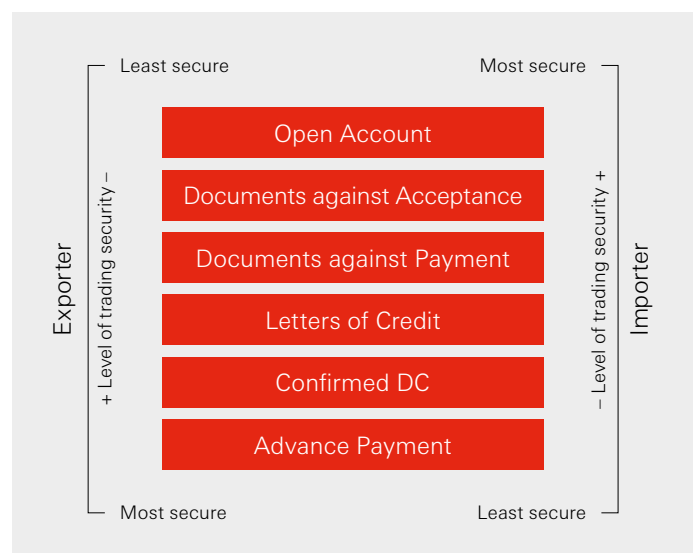 Least secure
Most secure
Open Account
Documents against Acceptance
Documents against Payment
Letters of Credit
Confirmed DC
Advance Payment
Exporter
+ Level of trading security –
– Level of trading security +
Importer
Most secure
Least secure